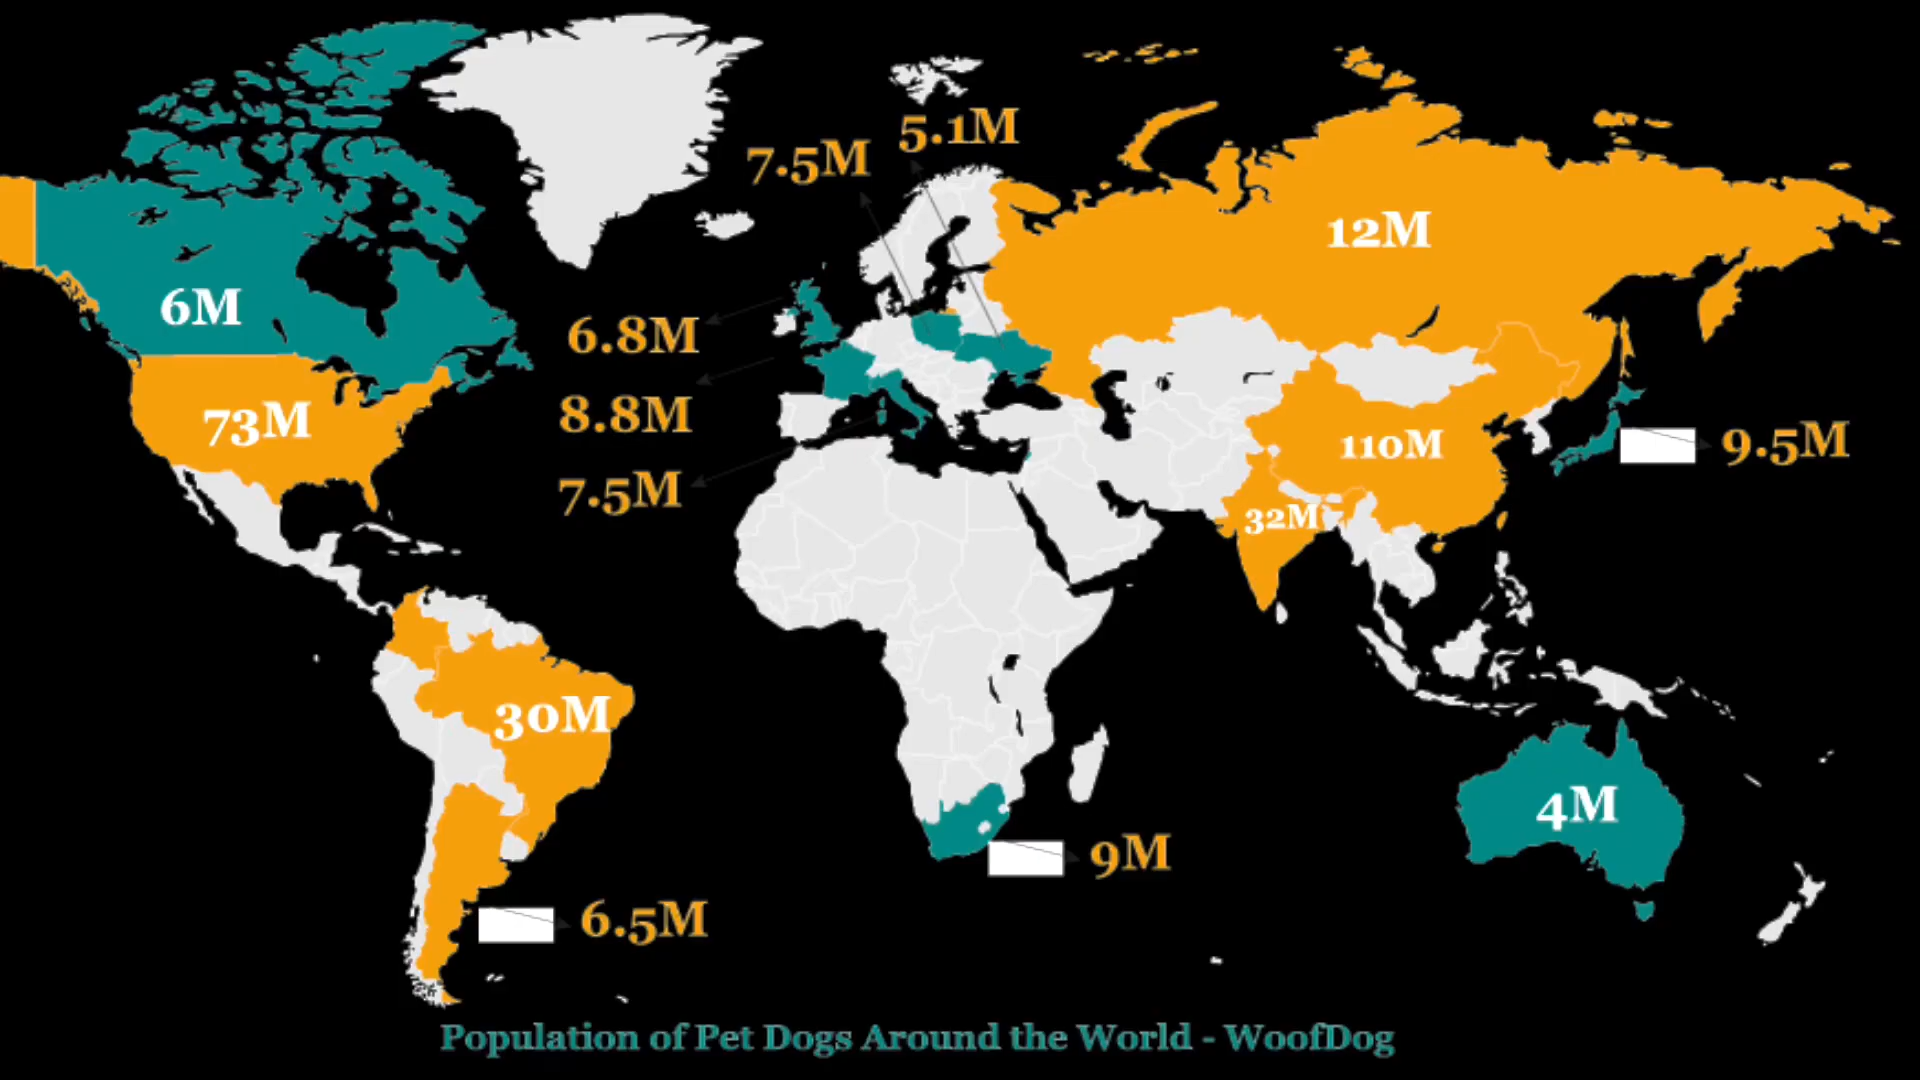 5.1M
7.5M
12M
6M
6.8M
73M
8.8M
110M
9.5M
7.5M
32M
30M
4M
9M
6.5M
Population of Pet Dogs Around the World - WoofDog